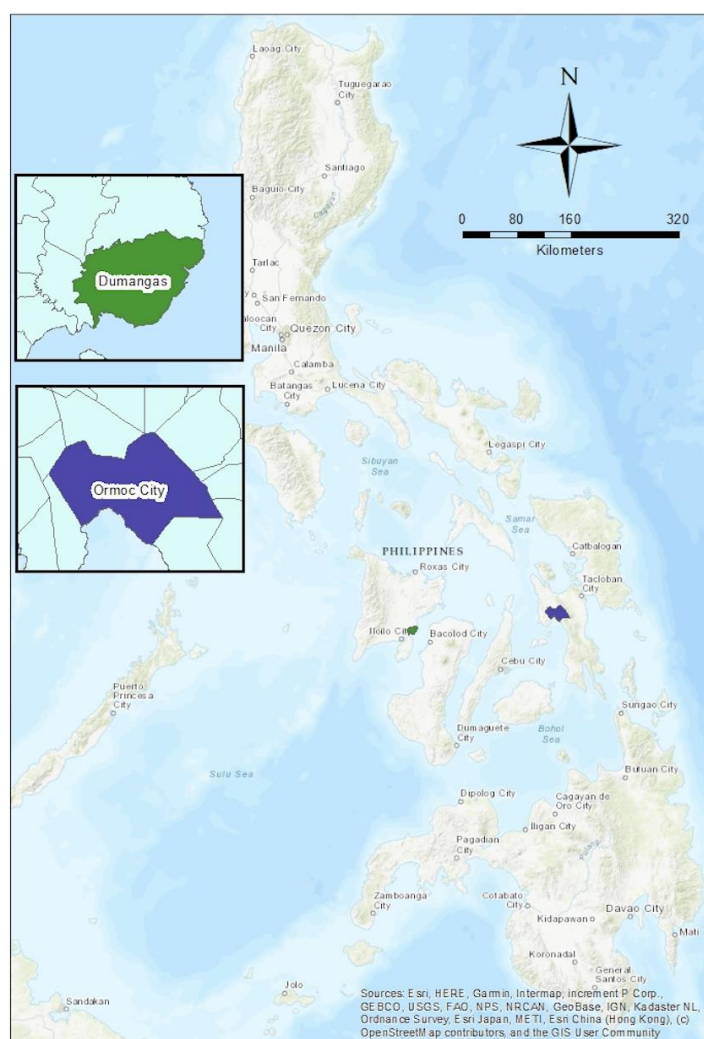 Laoag City
Tuguegarao
City
N
Santiago
Baguio City
Cagayan
0 80 160 320
Kilometers
Dumangas
Tarlac
San Fernando
aloocan
City
Quezon City
Manila
Calamba
Batangas
City
Lucena City
Ormoc City
Legaspi City
Sibuyan
Sea
Samar
Sea
PHILIPPINES
Roxas City
Catbalogan
Tacloban
City
Iloilo City
Bacolod City
Cebu City
Puerto
Princesa
City
Surigao City
Dumaguete
City
Bohol
Sea
Sulu Sea
Butuan City
Dipolog City
Cagayan de
Oro City
Iligan City
Pagadian
City
Pulangi
Zamboanga
City
Cotabato
City
Davao City
Kidapawan
Mati
Koronadal
General
Santos City
Jolo
Sandakan
Sources: Esri, HERE, Garmin, Intermap, increment P Corp.,
GEBCO, USGS, FAO, NPS, NRCAN, GeoBase, IGN, Kadaster NL,
Ordnance Survey, Esri Japan, METI, Esri China (Hong Kong), (c)
OpenStreetMap contributors, and the GIS User Community